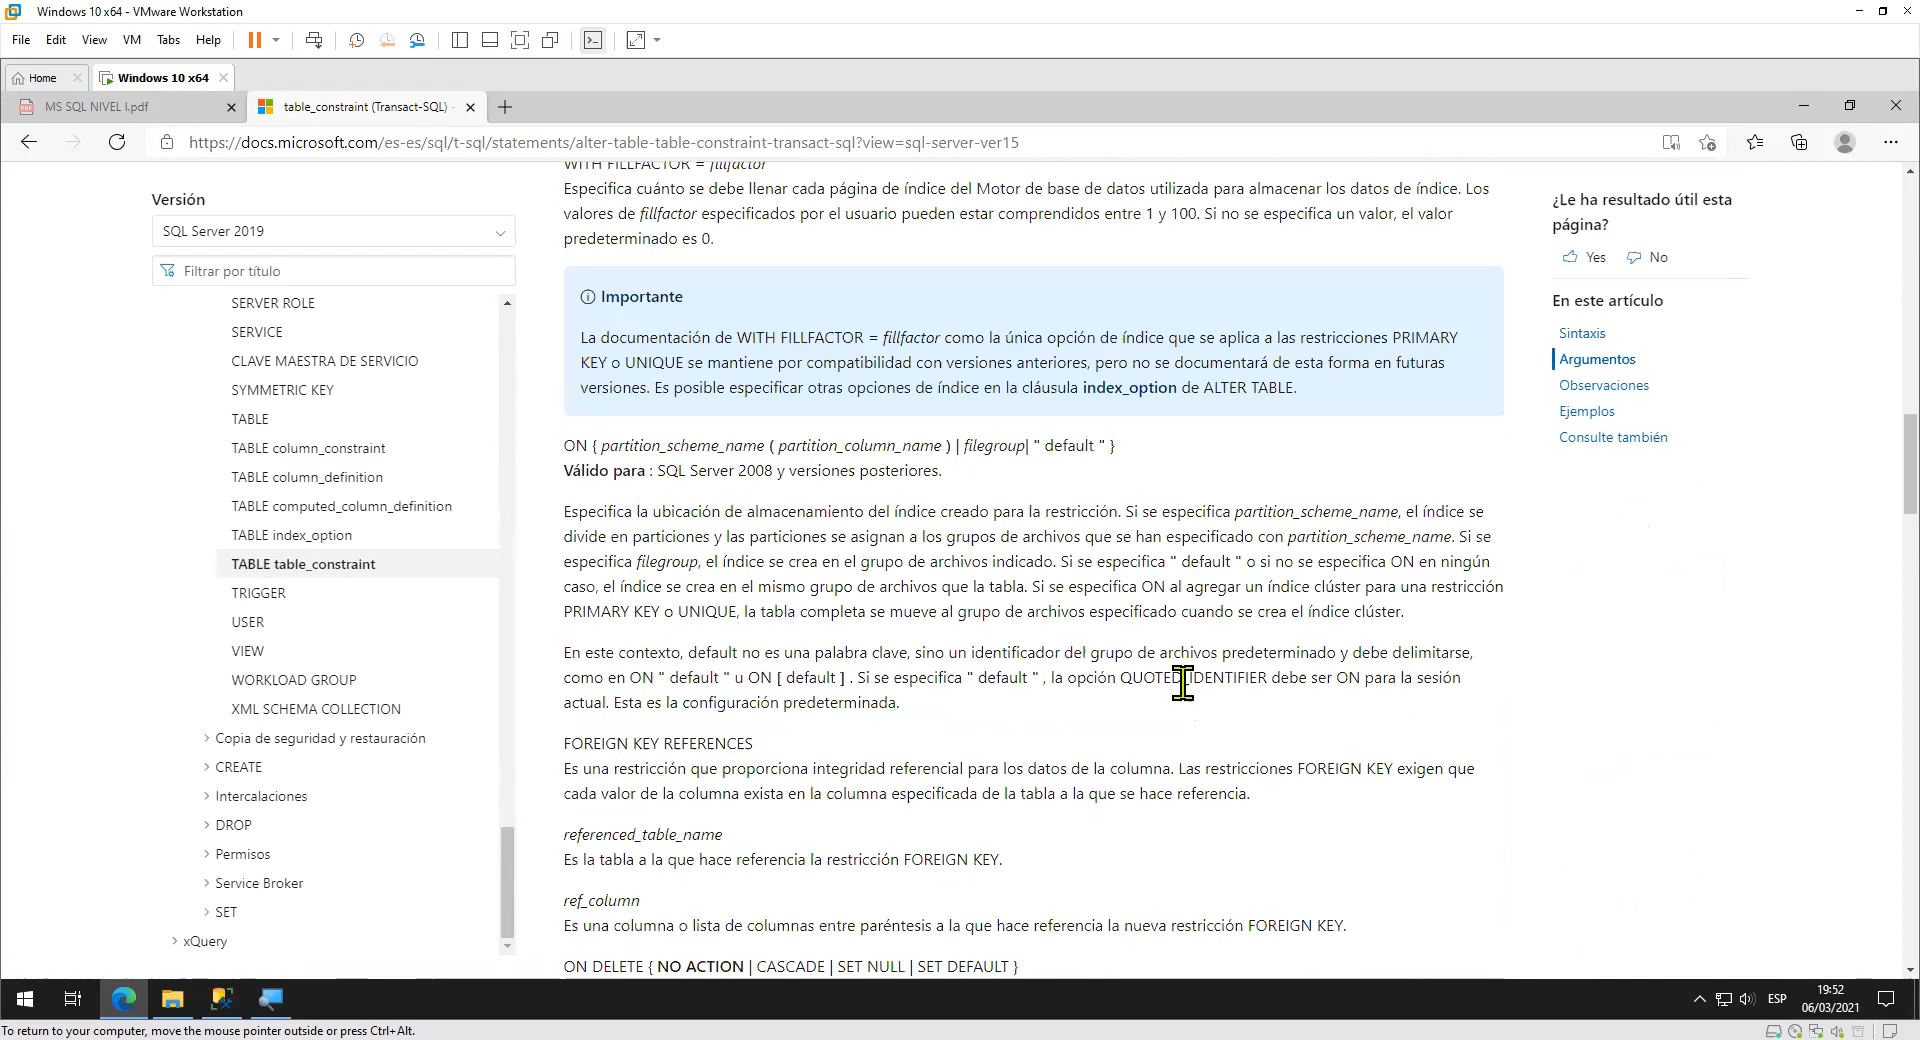 Windows 10 x64 - VMware Workstation
File Edit View VM Tabs Help
Home
Windows 10 x64
MS SQL NIVEL I.pdf
table_constraint (Transact-SQL) -
https://docs.microsoft.com/es-es/sql/t-sql/statements/alter-table-table-constraint-transact-sql?view=sql-server-ver15
Versión
SQL Server 2019
Filtrar por título
SERVER ROLE
SERVICE
CLAVE MAESTRA DE SERVICIO
SYMMETRIC KEY
TABLE
TABLE column_constraint
TABLE column_definition
TABLE computed_column_definition
TABLE index_option
TABLE table_constraint
TRIGGER
USER
VIEW
WORKLOAD GROUP
XML SCHEMA COLLECTION
Copia de seguridad y restauración
CREATE
Intercalaciones
DROP
Permisos
Service Broker
SET
xQuery
WITH FILLFACTOR = fillfactor
Especifica cuánto se debe llenar cada página de índice del Motor de base de datos utilizada para almacenar los datos de índice. Los
valores de fillfactor especificados por el usuario pueden estar comprendidos entre 1 y 100. Si no se especifica un valor, el valor
predeterminado es 0.
Importante
La documentación de WITH FILLFACTOR = fillfactor como la única opción de índice que se aplica a las restricciones PRIMARY
KEY o UNIQUE se mantiene por compatibilidad con versiones anteriores, pero no se documentará de esta forma en futuras
versiones. Es posible especificar otras opciones de índice en la cláusula index_option de ALTER TABLE.
ON { partition_scheme_name ( partition_column_name ) | filegroup| " default " }
Válido para : SQL Server 2008 y versiones posteriores.
Especifica la ubicación de almacenamiento del índice creado para la restricción. Si se especifica partition_scheme_name, el índice se
divide en particiones y las particiones se asignan a los grupos de archivos que se han especificado con partition_scheme_name. Si se
especifica filegroup, el índice se crea en el grupo de archivos indicado. Si se especifica " default " o si no se especifica ON en ningún
caso, el índice se crea en el mismo grupo de archivos que la tabla. Si se especifica ON al agregar un índice clúster para una restricción
PRIMARY KEY o UNIQUE, la tabla completa se mueve al grupo de archivos especificado cuando se crea el índice clúster.
En este contexto, default no es una palabra clave, sino un identificador del grupo de archivos predeterminado y debe delimitarse,
como en ON " default " u ON [ default ] . Si se especifica " default " , la opción QUOTED_IDENTIFIER debe ser ON para la sesión
actual. Esta es la configuración predeterminada.
FOREIGN KEY REFERENCES
Es una restricción que proporciona integridad referencial para los datos de la columna. Las restricciones FOREIGN KEY exigen que
cada valor de la columna exista en la columna especificada de la tabla a la que se hace referencia.
referenced_table_name
Es la tabla a la que hace referencia la restricción FOREIGN KEY.
ref_column
Es una columna o lista de columnas entre paréntesis a la que hace referencia la nueva restricción FOREIGN KEY.
ON DELETE { NO ACTION | CASCADE | SET NULL | SET DEFAULT }
¿Le ha resultado útil esta
página?
Yes No
En este artículo
Sintaxis
Argumentos
Observaciones
Ejemplos
Consulte también
ESP
19:52
06/03/2021
To return to your computer, move the mouse pointer outside or press Ctrl+Alt.